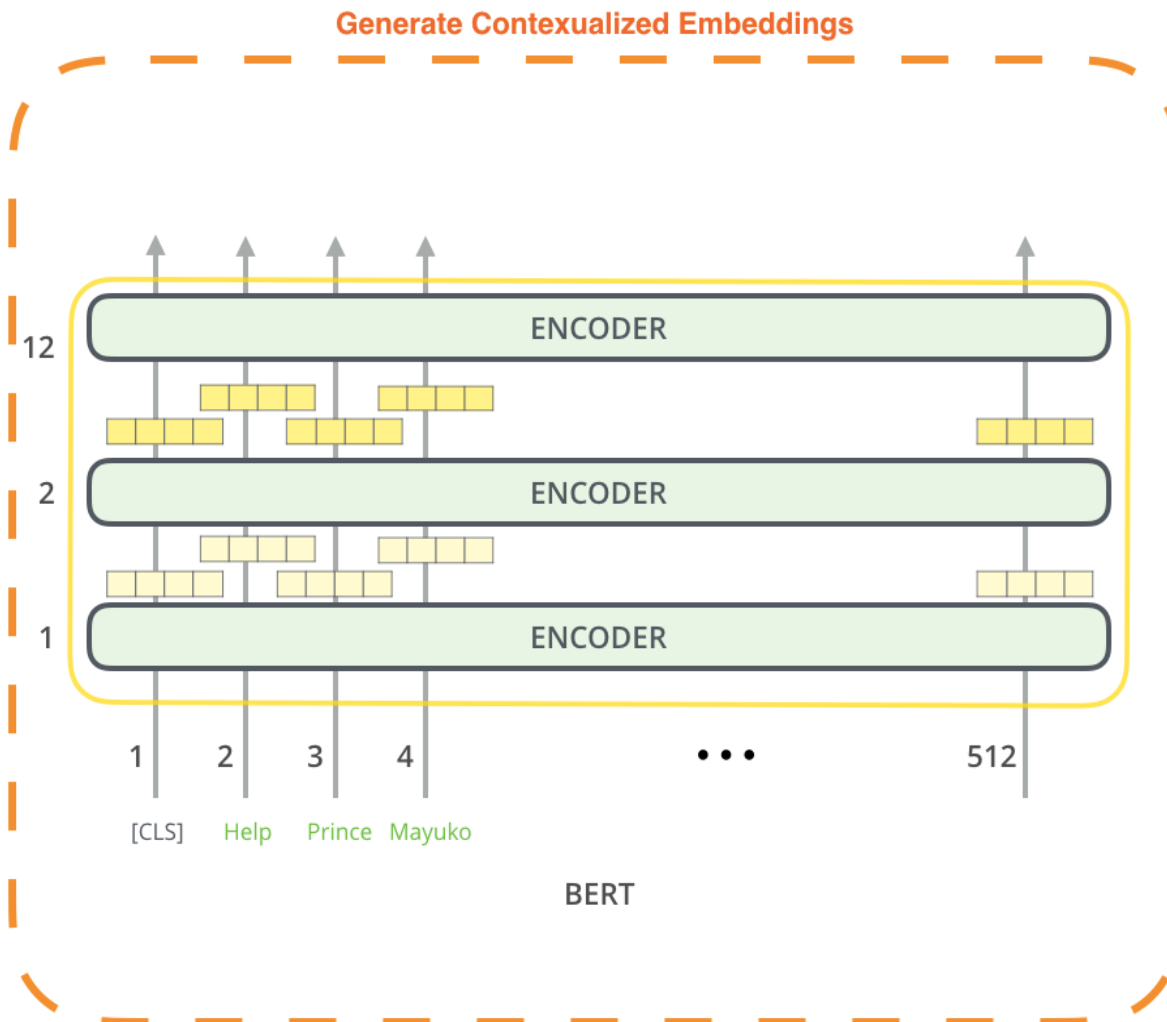 Generate Contexualized Embeddings
12 ENCODER
2 ENCODER
1 ENCODER
1 2 3 4 ••• 512
[CLS] Help Prince Mayuko
BERT